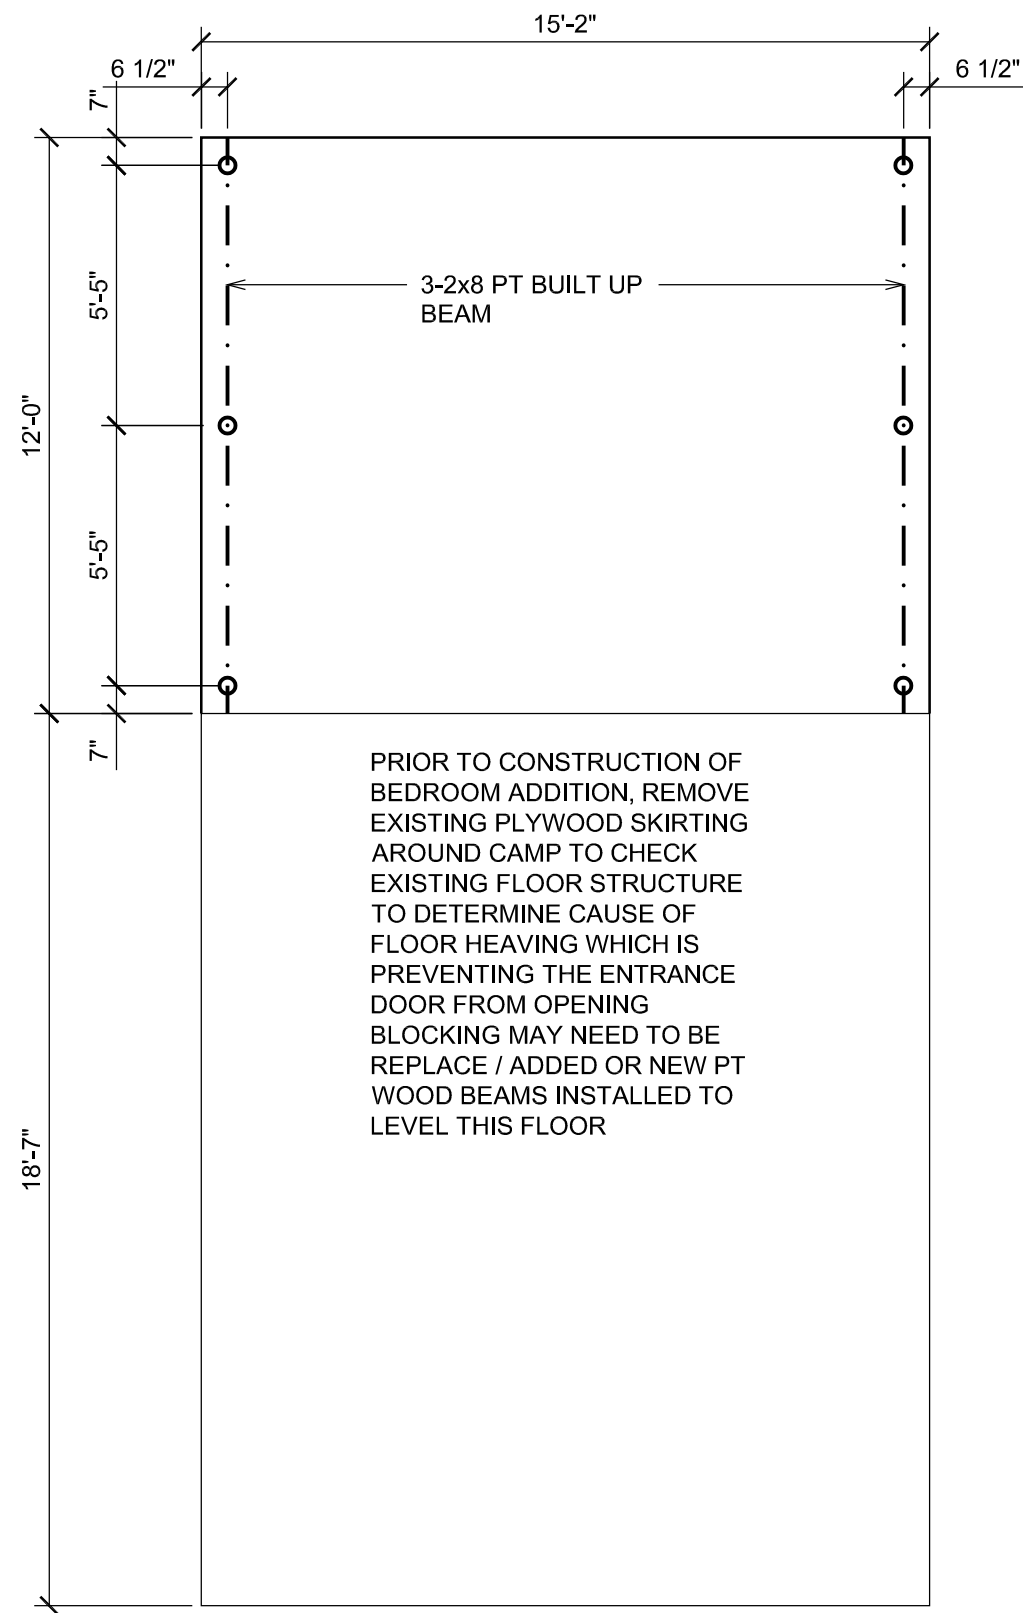 15'-2"
6 1/2"
6 1/2"
7"
5'-5"
3-2x8 PT BUILT UP
BEAM
12'-0"
5'-5"
7"
PRIOR TO CONSTRUCTION OF
BEDROOM ADDITION, REMOVE
EXISTING PLYWOOD SKIRTING
AROUND CAMP TO CHECK
EXISTING FLOOR STRUCTURE
TO DETERMINE CAUSE OF
FLOOR HEAVING WHICH IS
PREVENTING THE ENTRANCE
DOOR FROM OPENING
BLOCKING MAY NEED TO BE
REPLACE / ADDED OR NEW PT
WOOD BEAMS INSTALLED TO
LEVEL THIS FLOOR
18'-7"